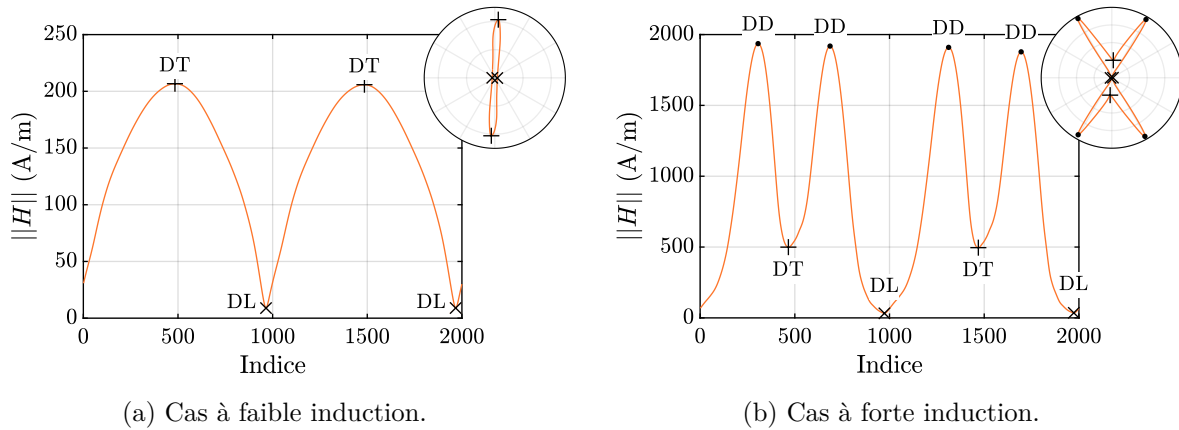 250
200
150
100
50
0
||H|| (A/m)
DT
DT
DL
DL
0
500
1000
1500
2000
Indice
(a) Cas à faible induction.
2000
1500
1000
500
0
||H|| (A/m)
DD
DD
DD
DD
DT
DT
DL
DL
0
500
1000
1500
2000
Indice
(b) Cas à forte induction.